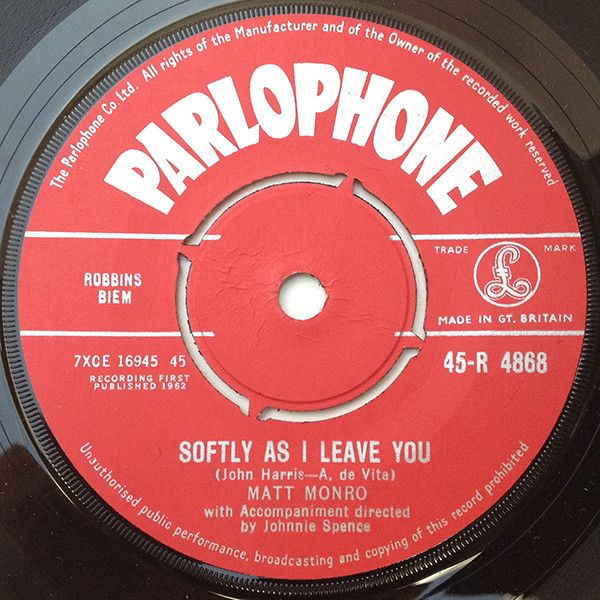 The Parlophone Co. Ltd. All rights of the Manufacturer and of the Owner of the recorded work reserved
PARLOPHONE
ROBBINS
BIEM
TRADE MARK
£
MADE IN GT. BRITAIN
7XCE 16945 45
RECORDING FIRST
PUBLISHED 1962
45-R 4868
SOFTLY AS I LEAVE YOU
(John Harris—A. de Vita)
MATT MONRO
with Accompaniment directed
by Johnnie Spence
Unauthorised public performance, broadcasting and copying of this record prohibited